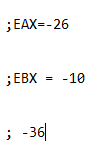 ;EAX=-26
;EBX = -10
; -36